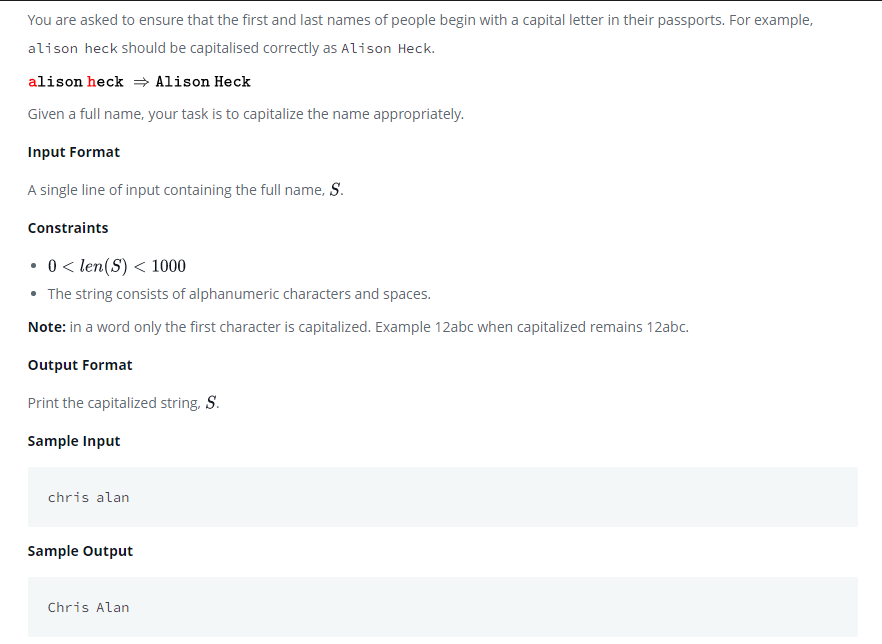 You are asked to ensure that the first and last names of people begin with a capital letter in their passports. For example,
alison heck should be capitalised correctly as Alison Heck.
alison heck ⇒ Alison Heck
Given a full name, your task is to capitalize the name appropriately.
Input Format
A single line of input containing the full name, S.
Constraints
• 0 < len(S) < 1000
• The string consists of alphanumeric characters and spaces.
Note: in a word only the first character is capitalized. Example 12abc when capitalized remains 12abc.
Output Format
Print the capitalized string, S.
Sample Input
chris alan
Sample Output
Chris Alan